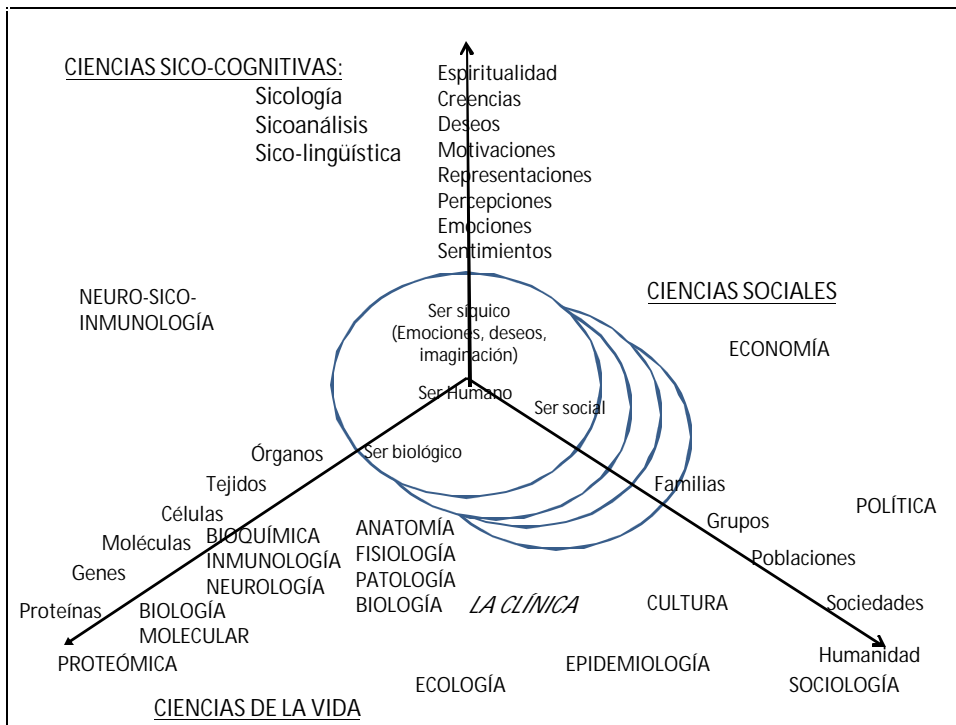 CIENCIAS SICO-COGNITIVAS:
Sicología
Sicoanálisis
Sico-lingüística
Espiritualidad
Creencias
Deseos
Motivaciones
Representaciones
Percepciones
Emociones
Sentimientos
NEURO-SICO-
INMUNOLOGÍA
CIENCIAS SOCIALES
ECONOMÍA
Ser síquico
(Emociones, deseos,
imaginación)
Ser Humano
Ser social
Ser biológico
Órganos
Tejidos
Células
Moléculas
Genes
Proteínas
BIOQUÍMICA
INMUNOLOGÍA
NEUROLOGÍA
BIOLOGÍA
MOLECULAR
PROTEÓMICA
ANATOMÍA
FISIOLOGÍA
PATOLOGÍA
BIOLOGÍA
LA CLÍNICA
Familias
Grupos
Poblaciones
Sociedades
Humanidad
POLÍTICA
CULTURA
EPIDEMIOLOGÍA
SOCIOLOGÍA
ECOLOGÍA
CIENCIAS DE LA VIDA